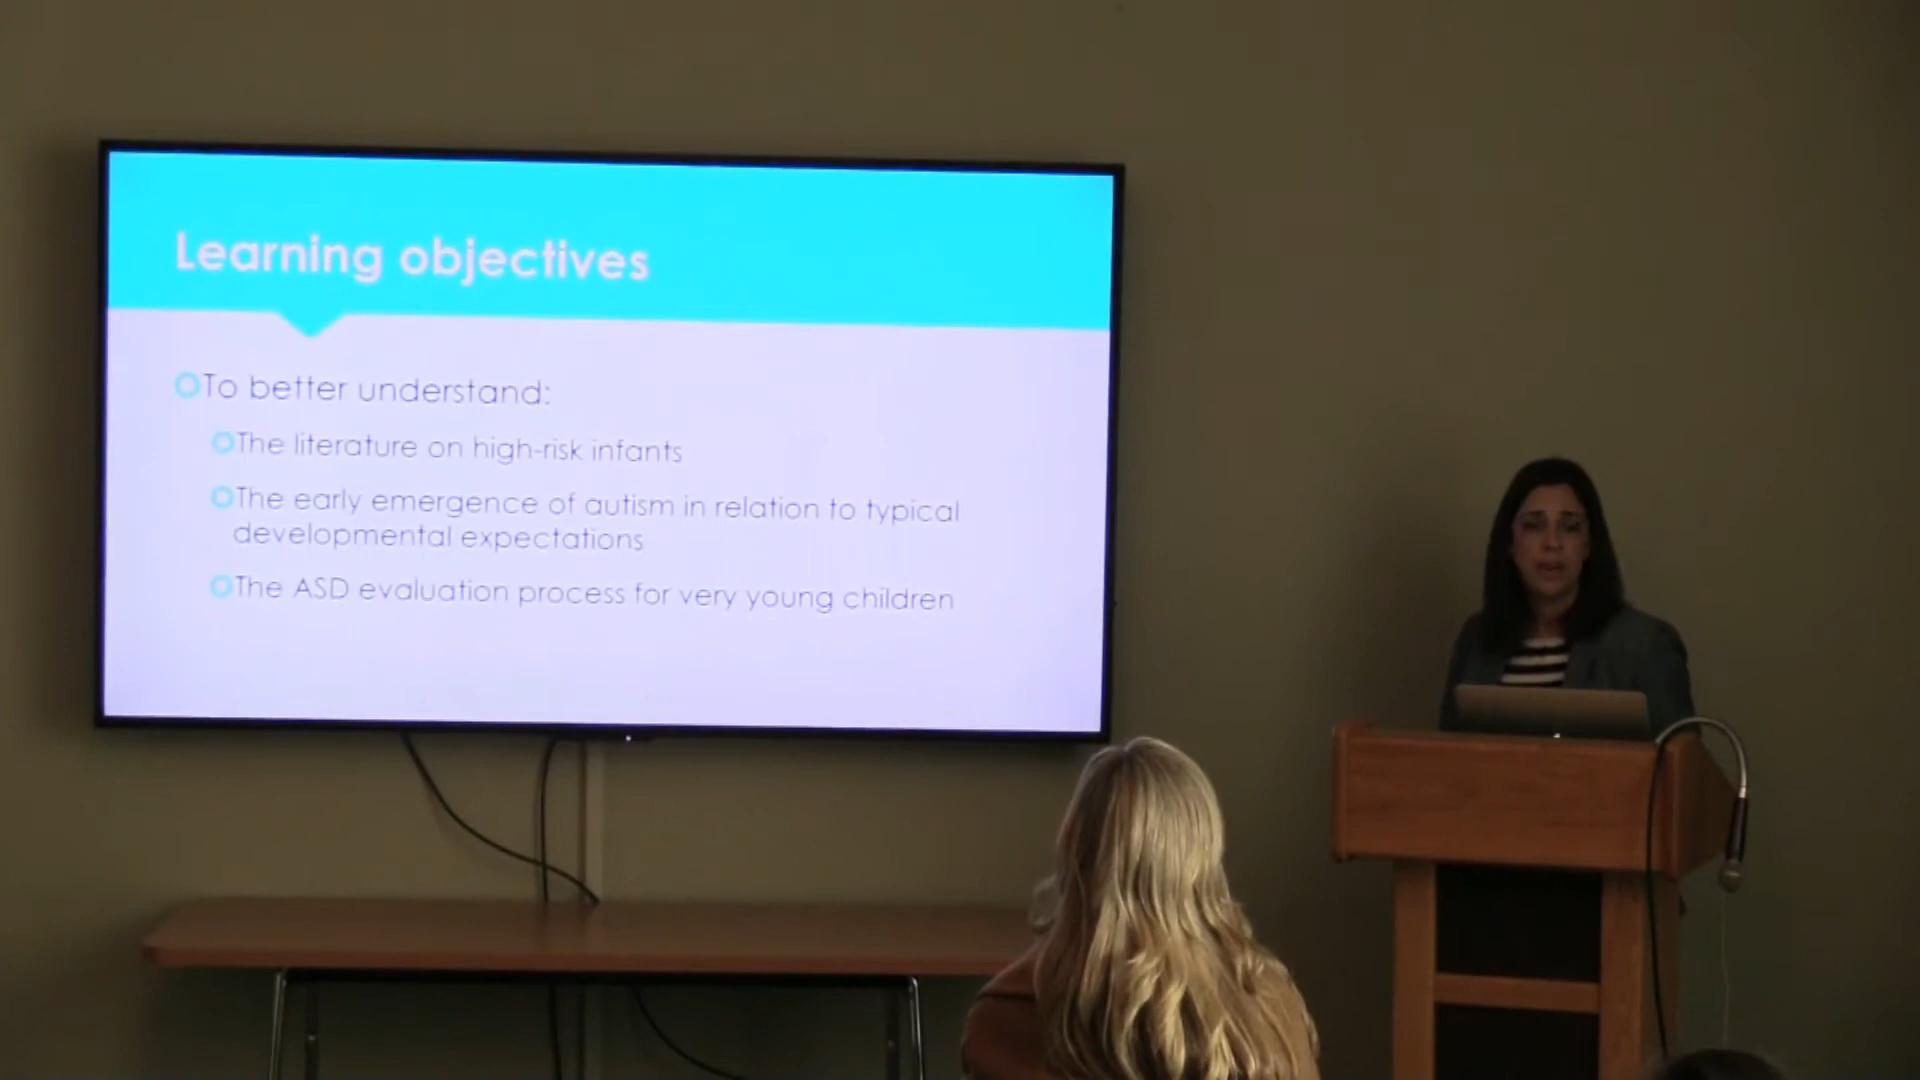 Learning objectives
To better understand:
The literature on high-risk infants
The early emergence of autism in relation to typical
developmental expectations
The ASD evaluation process for very young children